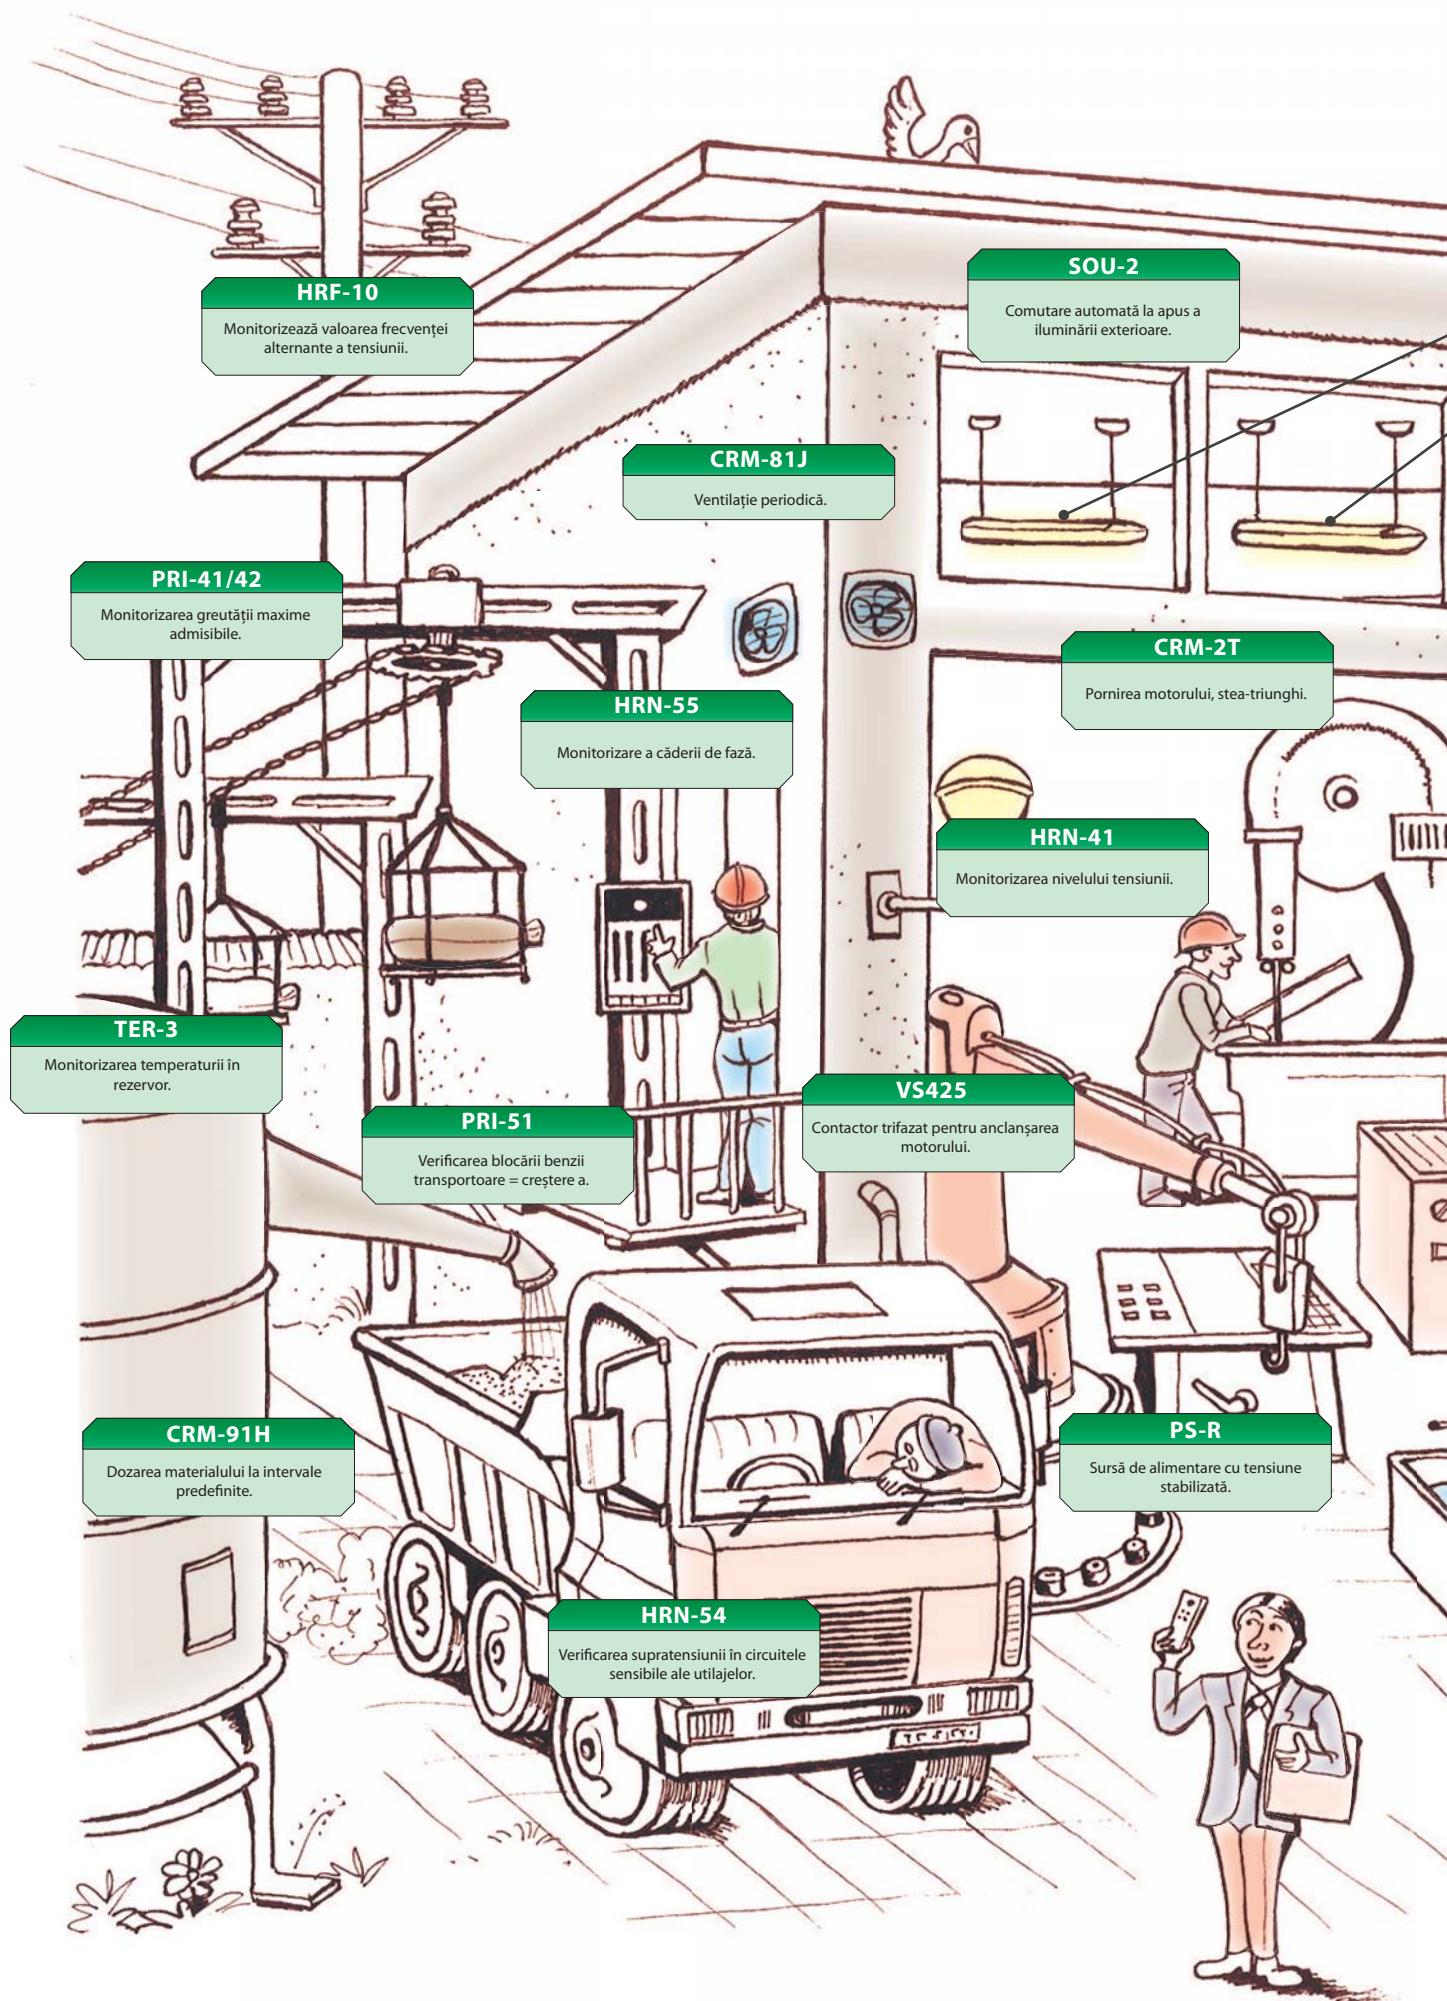 HRF-10
Monitorizează valoarea frecvenței
alternante a tensiunii.
SOU-2
Comutare automată la apus a
iluminării exterioare.
CRM-81J
Ventilație periodică.
PRI-41/42
Monitorizarea greutății maxime
admisibile.
CRM-2T
Pornirea motorului, stea-triunghi.
HRN-55
Monitorizare a căderii de fază.
HRN-41
Monitorizarea nivelului tensiunii.
TER-3
Monitorizarea temperaturii în
rezervor.
VS425
Contactor trifazat pentru anclanșarea
motorului.
PRI-51
Verificarea blocării benzii
transportoare = creștere a.
CRM-91H
Dozarea materialului la intervale
predefinite.
PS-R
Sursă de alimentare cu tensiune
stabilizată.
HRN-54
Verificarea supratensiunii în circuitele
sensibile ale utilajelor.